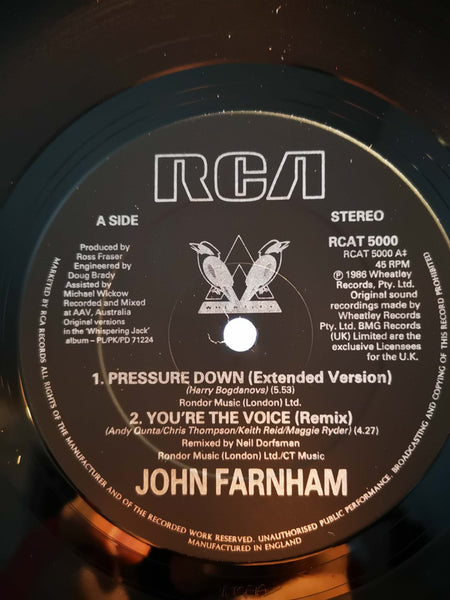 RCA
A SIDE
STEREO
Produced by
Ross Fraser
Engineered by
Doug Brady
Assisted by
Michael Wickow
Recorded and Mixed
at AAV, Australia
Original versions
in the 'Whispering Jack'
album – PL/PK/PD 71224
RCAT 5000
RCAT 5000 A‡
45 RPM
℗ 1986 Wheatley
Records, Pty. Ltd.
Original sound
recordings made by
Wheatley Records
Pty. Ltd. BMG Records
(UK) Limited are the
exclusive Licensees
for the U.K.
1. PRESSURE DOWN (Extended Version)
(Harry Bogdanovs) (5.53)
Rondor Music (London) Ltd.
2. YOU'RE THE VOICE (Remix)
(Andy Qunta/Chris Thompson/Keith Reid/Maggie Ryder) (4.27)
Remixed by Neil Dorfsman
Rondor Music (London) Ltd./CT Music
JOHN FARNHAM
MARKETED BY RCA RECORDS ALL RIGHTS OF THE MANUFACTURER AND OF THE RECORDED WORK RESERVED. UNAUTHORISED PUBLIC PERFORMANCE, BROADCASTING AND COPYING OF THIS RECORD PROHIBITED.
MANUFACTURED IN ENGLAND